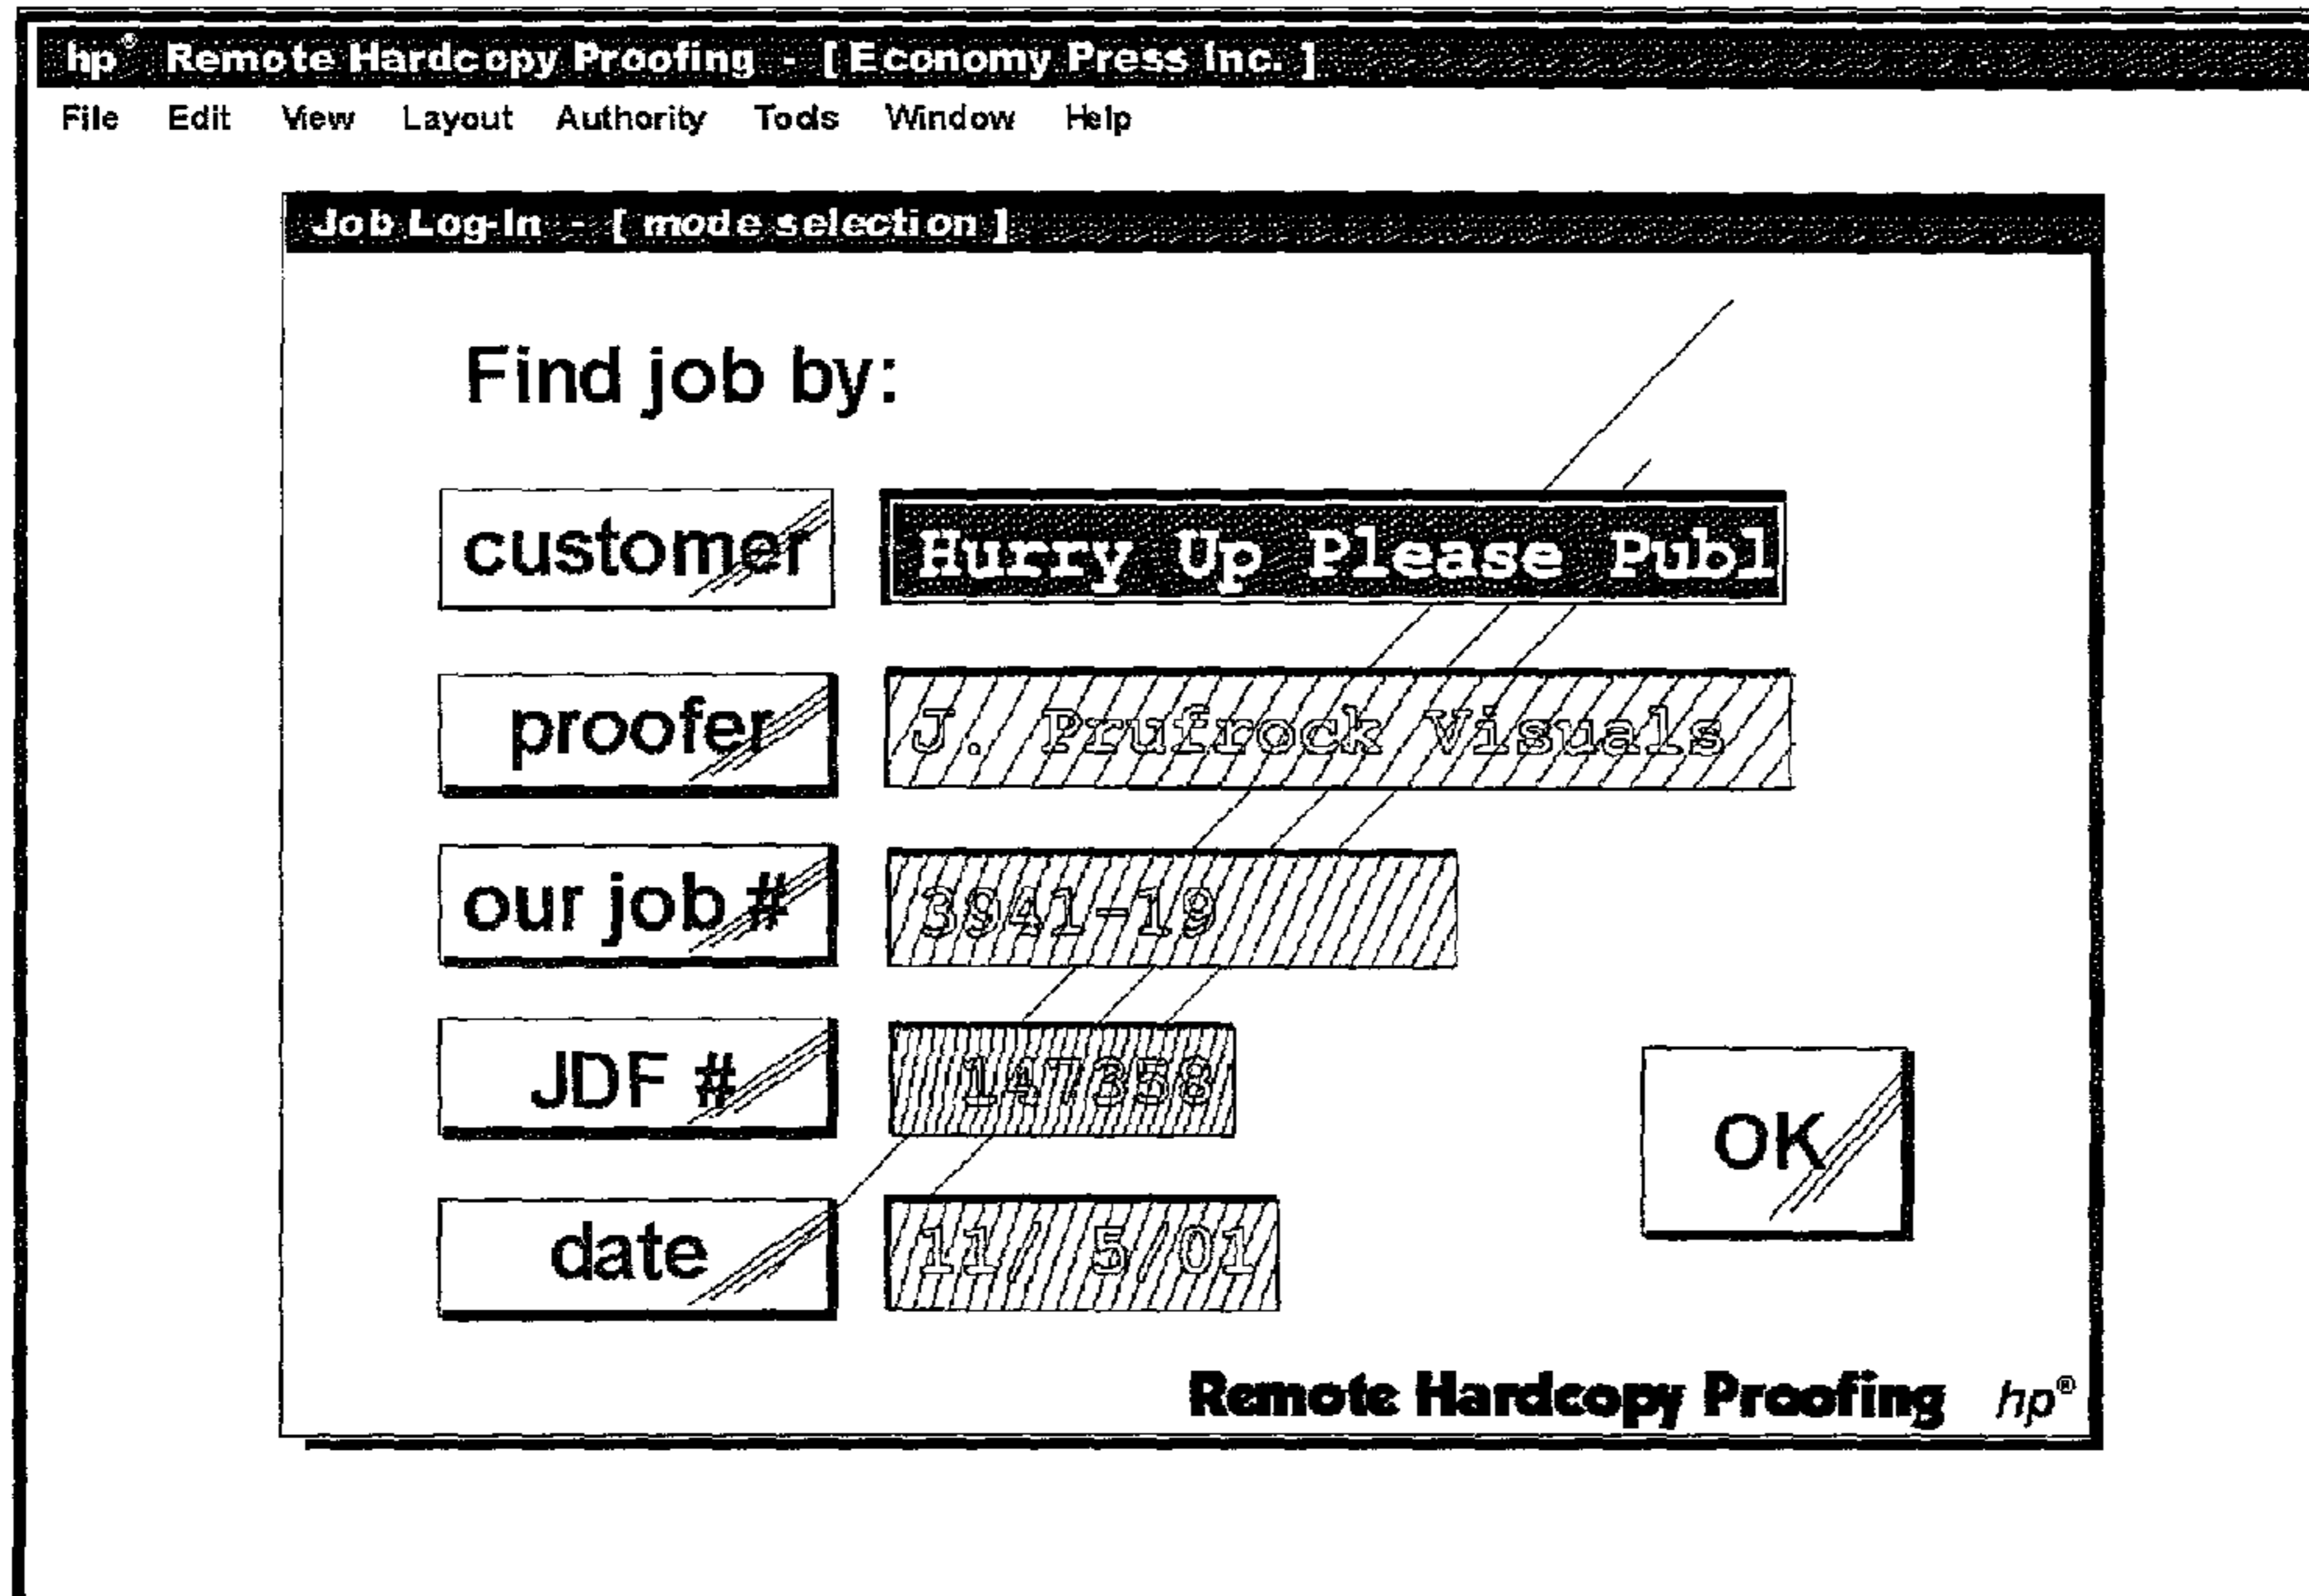 hp® Remote Hardcopy Proofing - [ Economy Press Inc. ]
File Edit View Layout Authority Tools Window Help
Job Log-In - [ mode selection ]
Find job by:
customer Hurry Up Please Publ
proofer J. Prufrock Visuals
our job # 3941-19
JDF # 147358
OK
date 11/ 5/01
Remote Hardcopy Proofing hp®